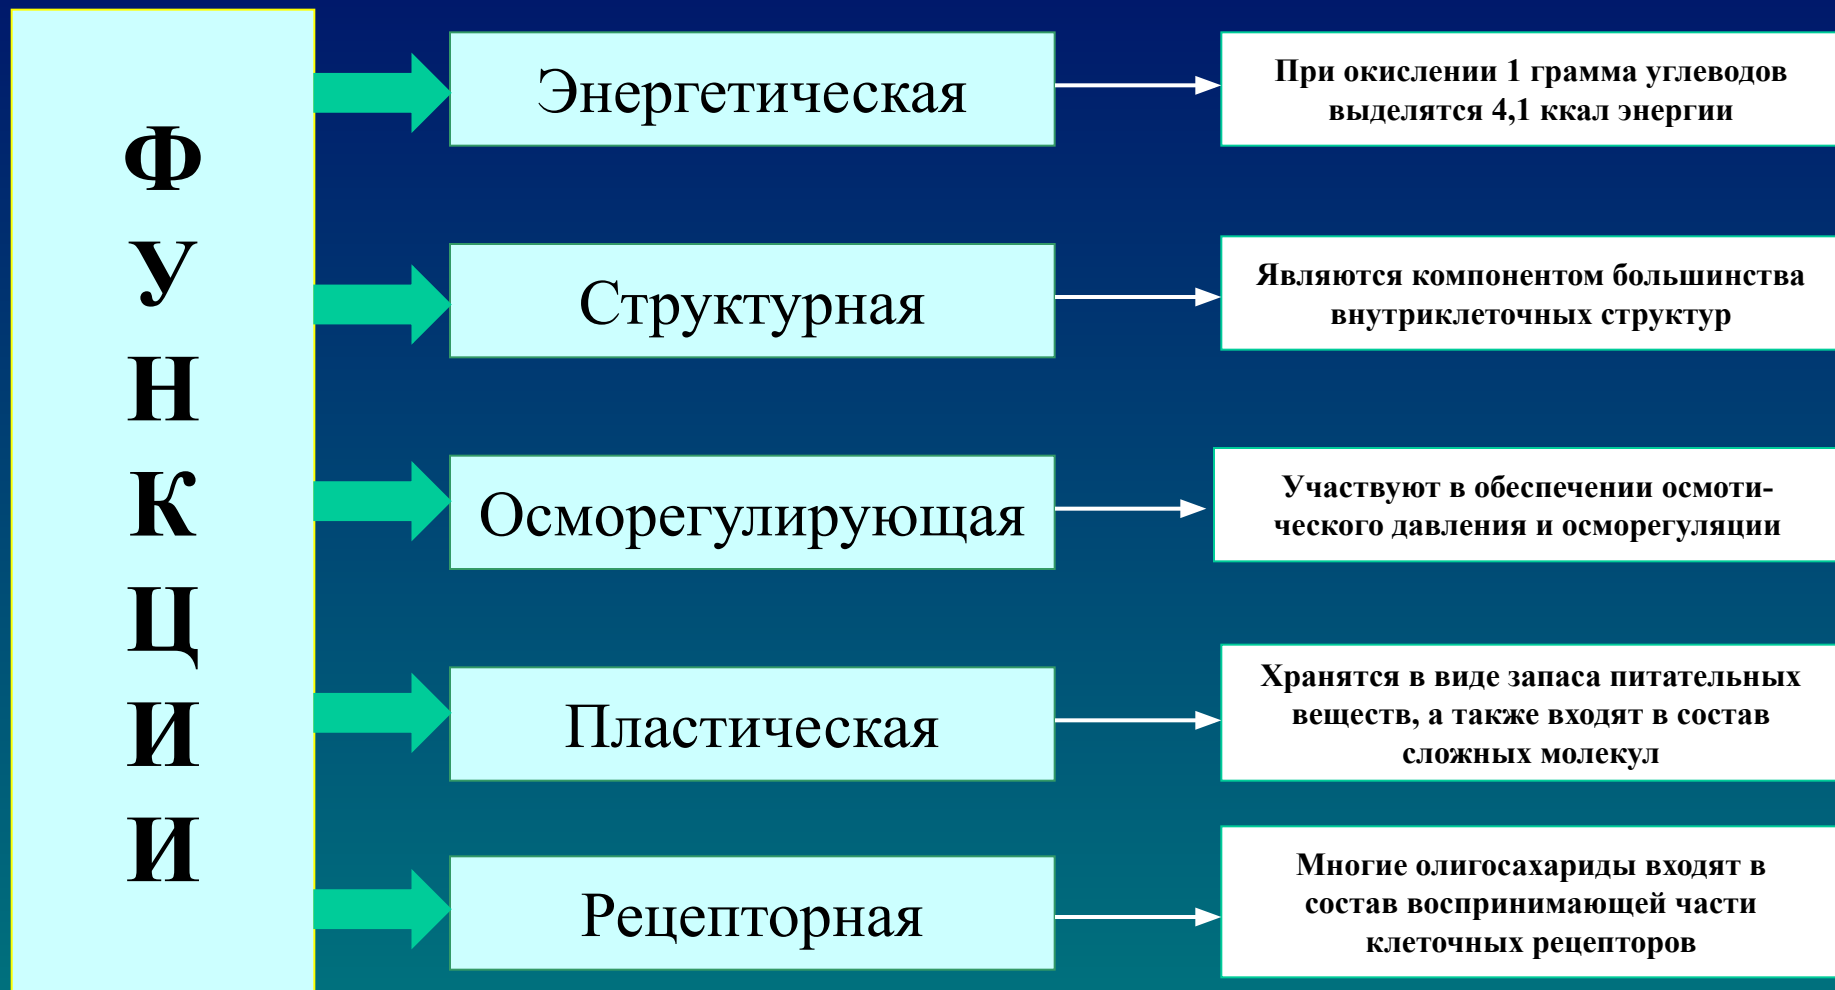 Ф
У
Н
К
Ц
И
И
Энергетическая
При окислении 1 грамма углеводов
выделятся 4,1 ккал энергии
Структурная
Являются компонентом большинства
внутриклеточных структур
Осморегулирующая
Участвуют в обеспечении осмоти-
ческого давления и осморегуляции
Пластическая
Хранятся в виде запаса питательных
веществ, а также входят в состав
сложных молекул
Рецепторная
Многие олигосахариды входят в
состав воспринимающей части
клеточных рецепторов